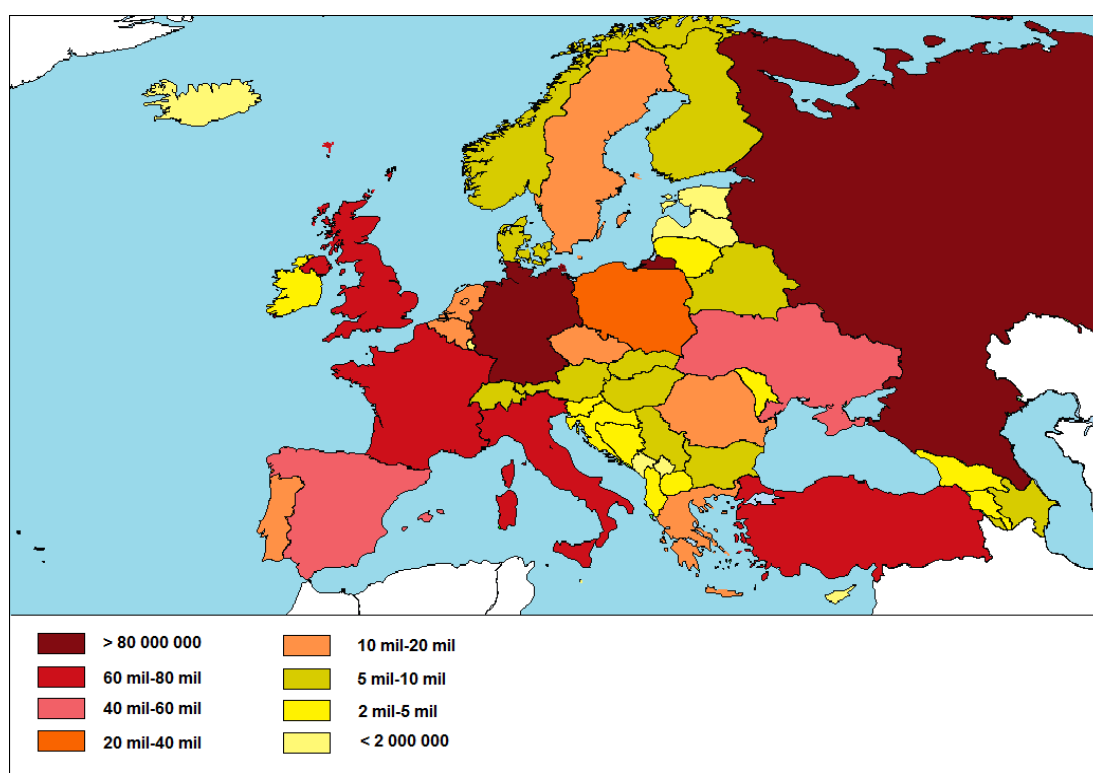 > 80 000 000
60 mil-80 mil
40 mil-60 mil
20 mil-40 mil
10 mil-20 mil
5 mil-10 mil
2 mil-5 mil
< 2 000 000